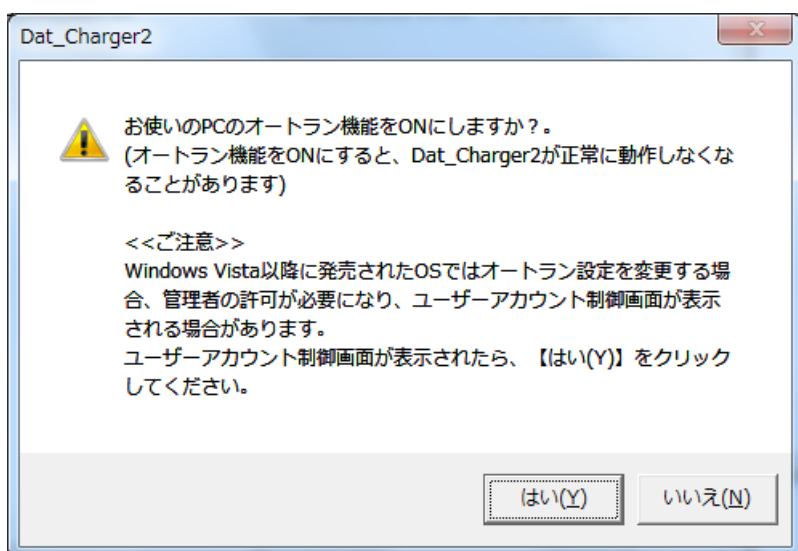 Dat_Charger2
お使いのPCのオートラン機能をONにしますか？。
(オートラン機能をONにすると、Dat_Charger2が正常に動作しなくな
ることがあります)
<<ご注意>>
Windows Vista以降に発売されたOSではオートラン設定を変更する場
合、管理者の許可が必要になり、ユーザーアカウント制御画面が表示
される場合があります。
ユーザーアカウント制御画面が表示されたら、【はい(Y)】をクリック
してください。
はい(Y)
いいえ(N)